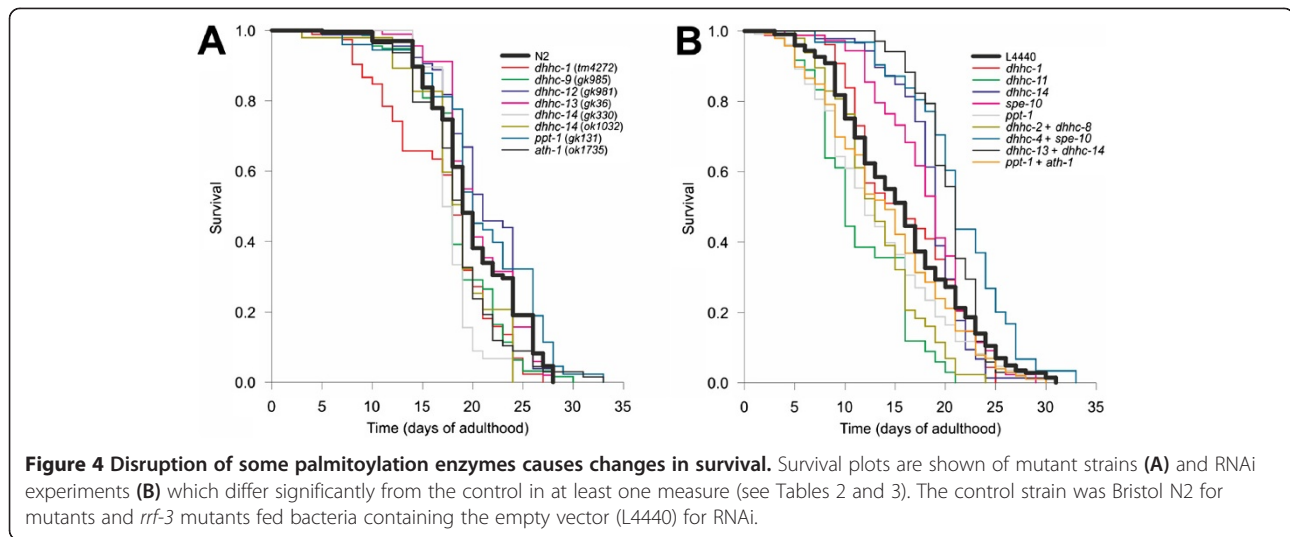 A
B
N2
dhhc-1 (tm4272)
dhhc-9 (gk985)
dhhc-12 (gk981)
dhhc-13 (gk36)
dhhc-14 (gk330)
dhhc-14 (ok1032)
ppt-1 (gk131)
ath-1 (ok1735)
L4440
dhhc-1
dhhc-11
dhhc-14
spe-10
ppt-1
dhhc-2 + dhhc-8
dhhc-4 + spe-10
dhhc-13 + dhhc-14
ppt-1 + ath-1
Survival
1.0
0.8
0.6
0.4
0.2
0.0
0 5 10 15 20 25 30 35
Time (days of adulthood)
Survival
1.0
0.8
0.6
0.4
0.2
0.0
0 5 10 15 20 25 30 35
Time (days of adulthood)
Figure 4 Disruption of some palmitoylation enzymes causes changes in survival. Survival plots are shown of mutant strains (A) and RNAi
experiments (B) which differ significantly from the control in at least one measure (see Tables 2 and 3). The control strain was Bristol N2 for
mutants and rrf-3 mutants fed bacteria containing the empty vector (L4440) for RNAi.